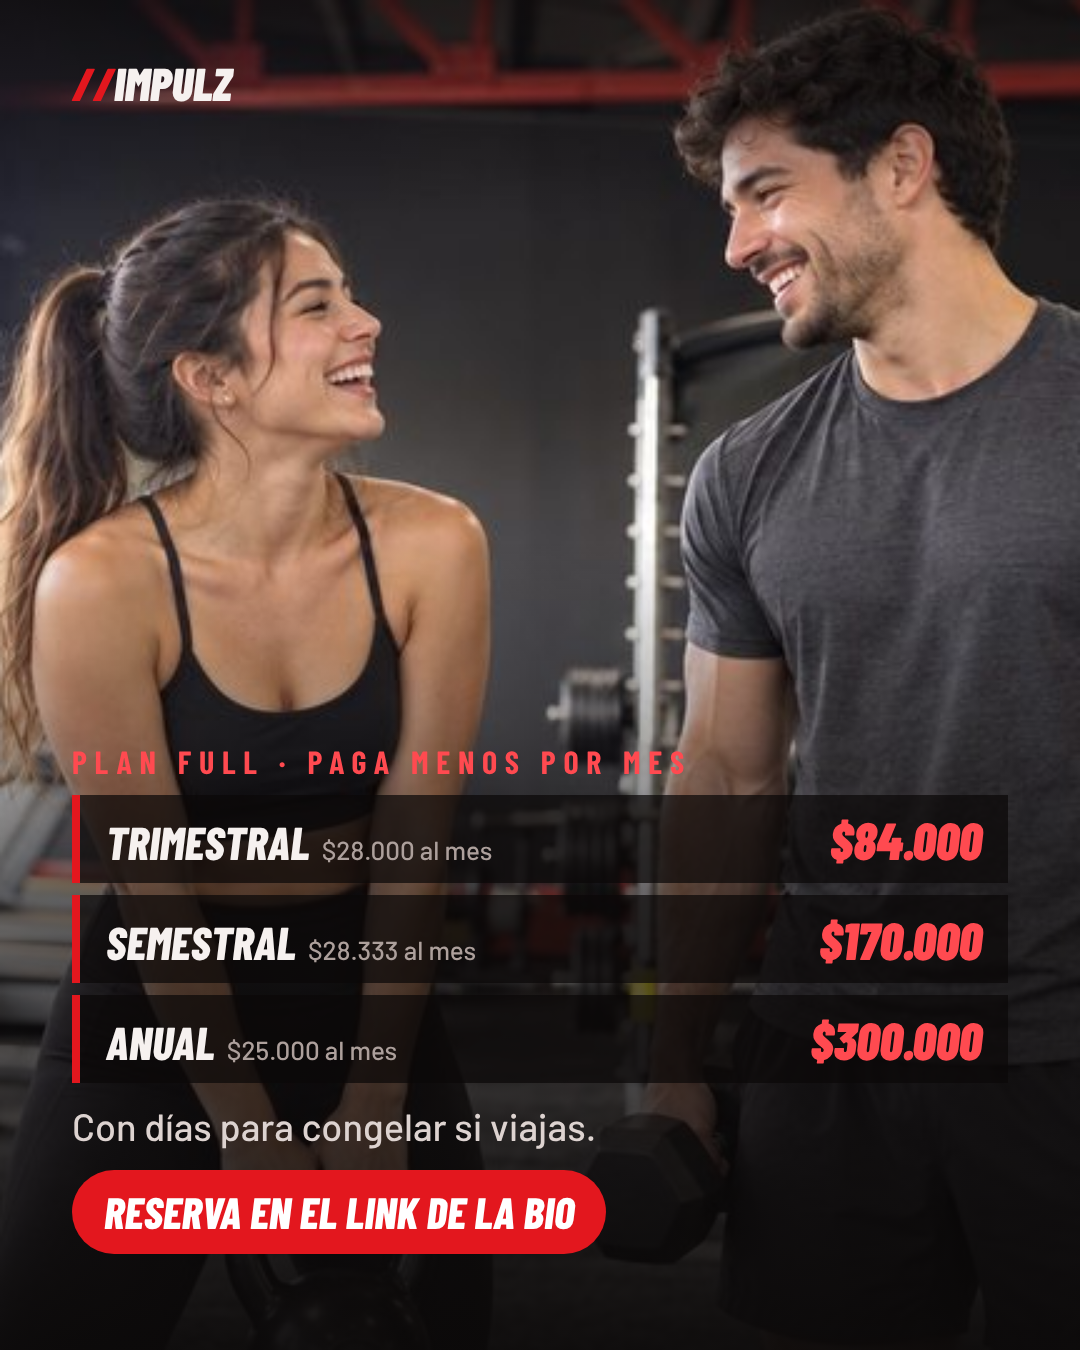 //IMPULZ
PLAN FULL · PAGA MENOS POR MES
TRIMESTRAL $28.000 al mes $84.000
SEMESTRAL $28.333 al mes $170.000
ANUAL $25.000 al mes $300.000
Con días para congelar si viajas.
RESERVA EN EL LINK DE LA BIO